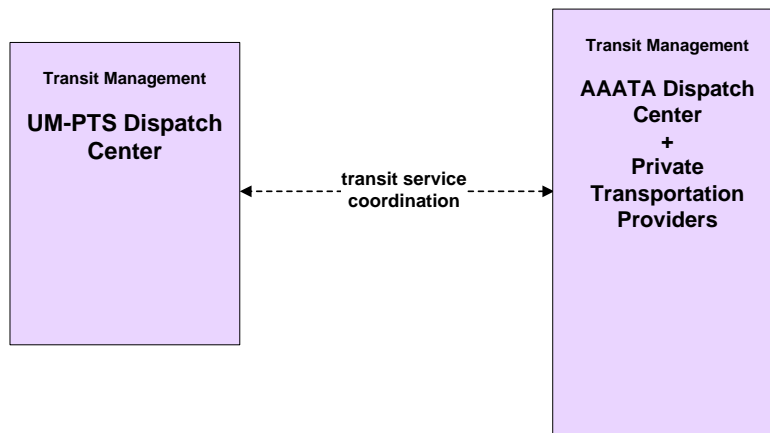 Transit Management
UM-PTS Dispatch
Center
transit service
coordination
Transit Management
AAATA Dispatch
Center
+
Private
Transportation
Providers